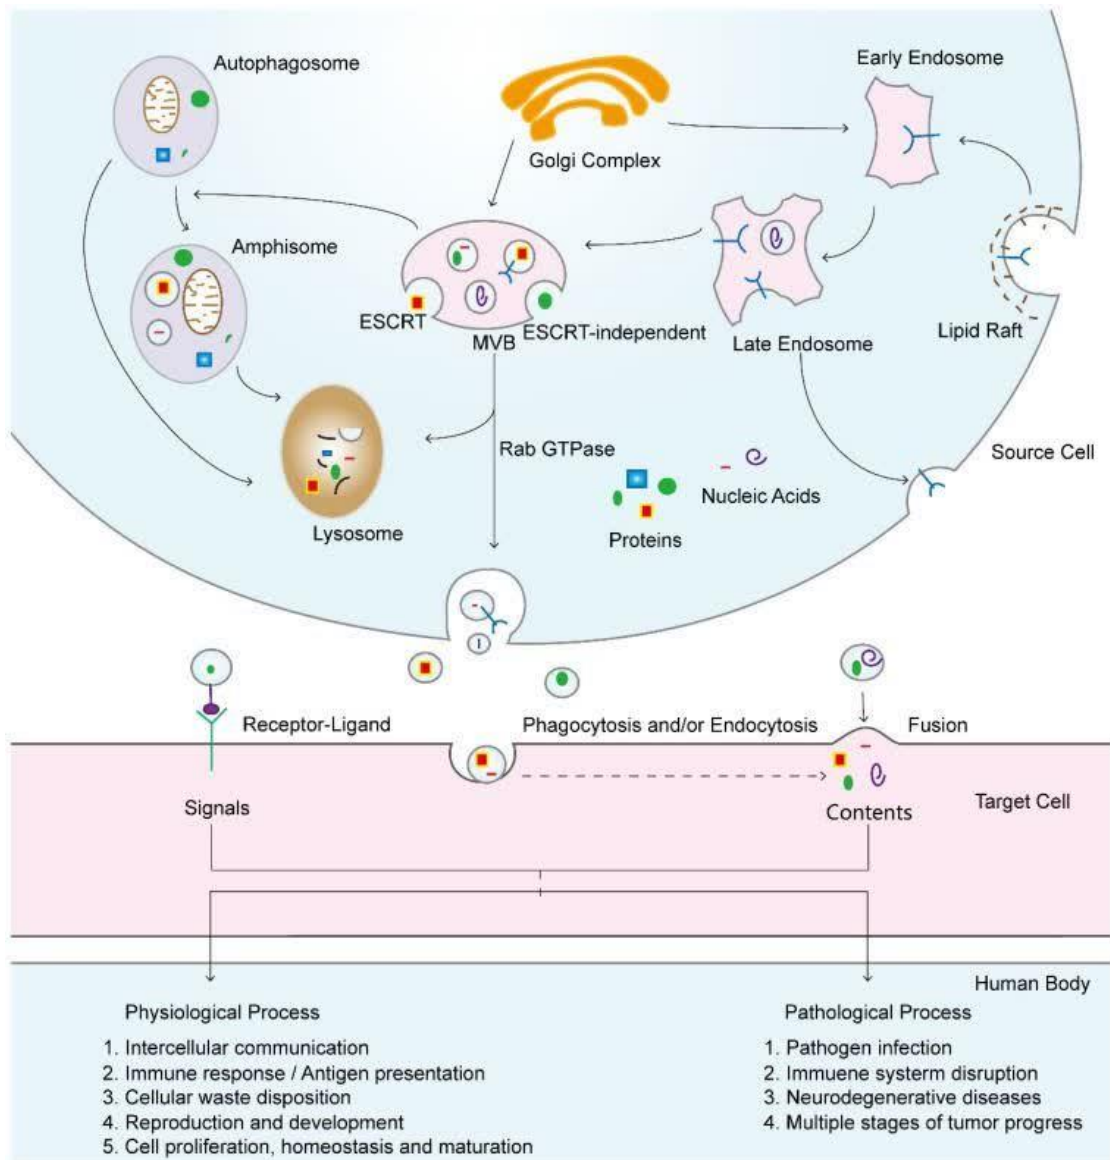 Autophagosome
Early Endosome
Golgi Complex
Amphisome
ESCRT
ESCRT-independent
MVB
Late Endosome
Lipid Raft
Rab GTPase
Source Cell
Nucleic Acids
Lysosome
Proteins
Receptor-Ligand
Phagocytosis and/or Endocytosis
Fusion
Signals
Contents
Target Cell
Human Body
Physiological Process
1. Intercellular communication
2. Immune response / Antigen presentation
3. Cellular waste disposition
4. Reproduction and development
5. Cell proliferation, homeostasis and maturation
Pathological Process
1. Pathogen infection
2. Immuene systerm disruption
3. Neurodegenerative diseases
4. Multiple stages of tumor progress